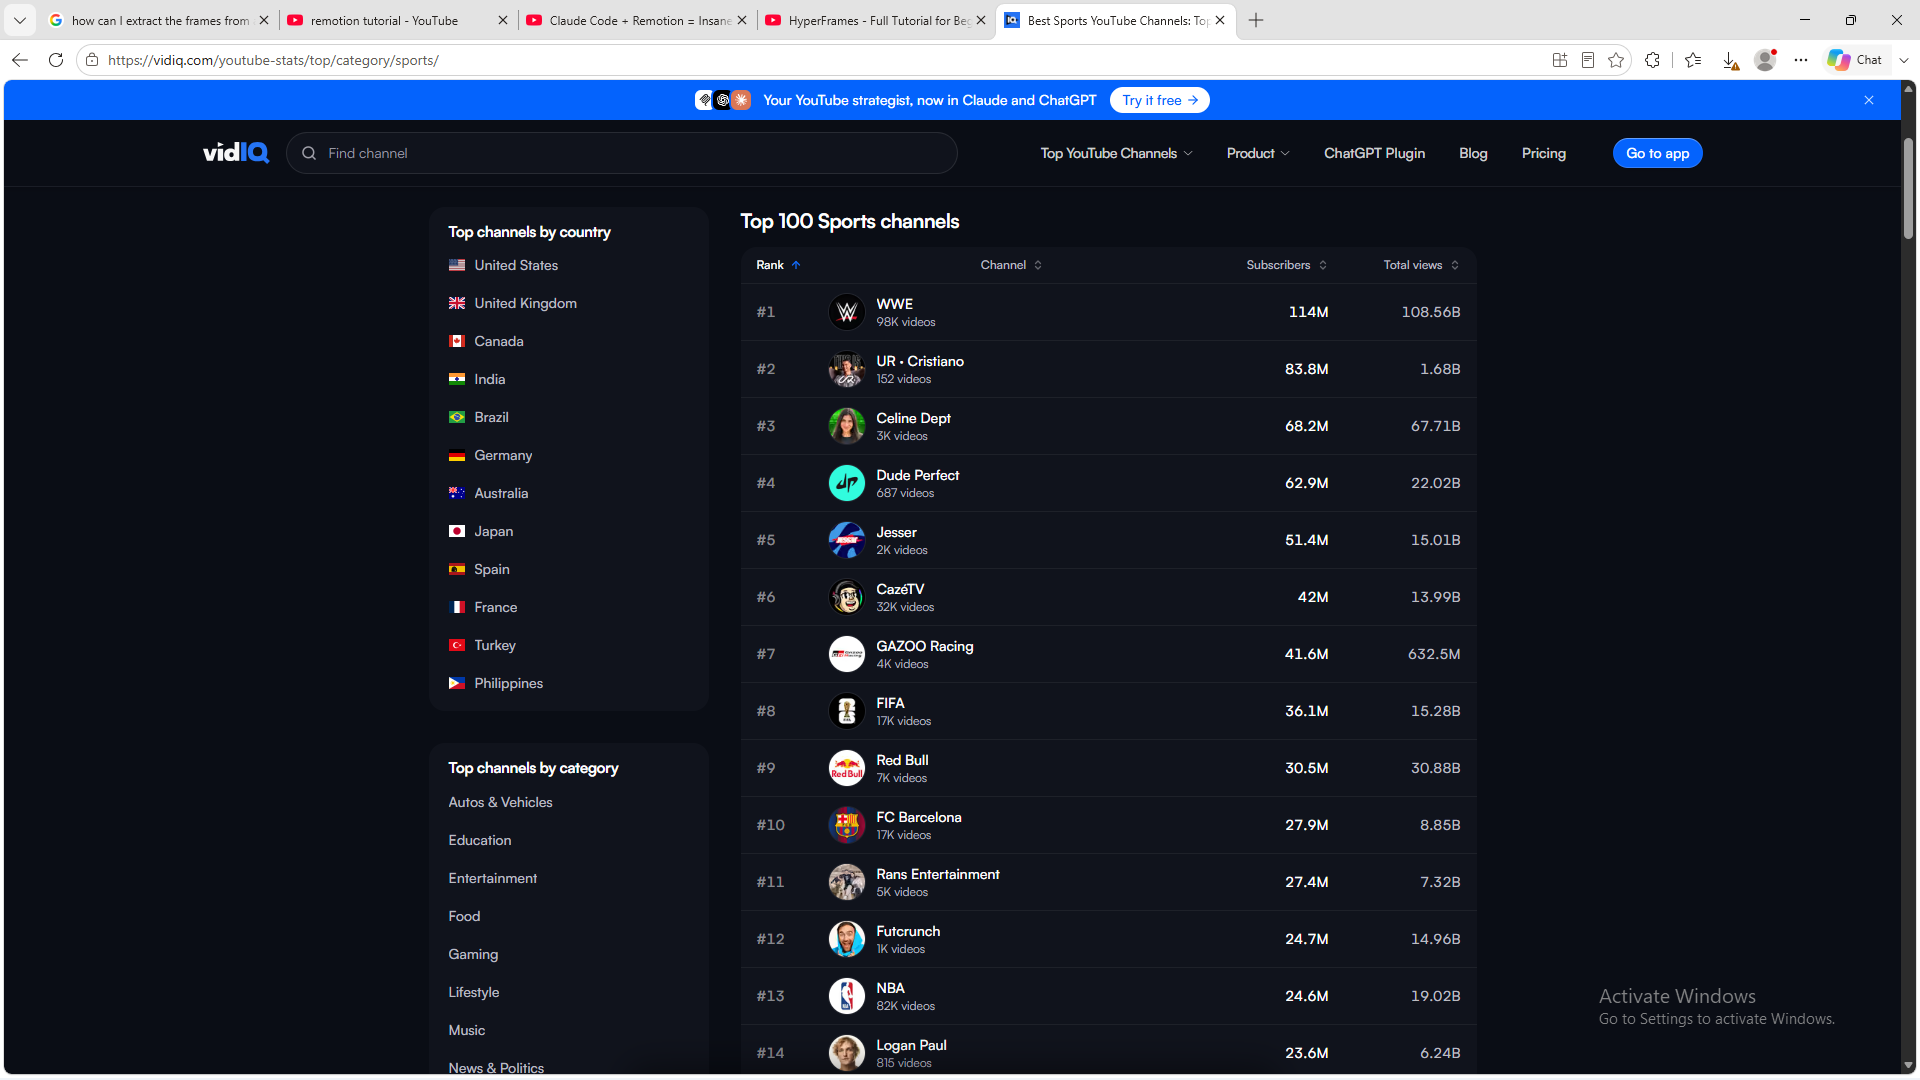 how can I extract the frames from
remotion tutorial - YouTube
Claude Code + Remotion = Insane
HyperFrames - Full Tutorial for Beg
Best Sports YouTube Channels: Top
https://vidiq.com/youtube-stats/top/category/sports/
Chat
Your YouTube strategist, now in Claude and ChatGPT
Try it free →
vidIQ
Find channel
Top YouTube Channels
Product
ChatGPT Plugin
Blog
Pricing
Go to app
Top channels by country
United States
United Kingdom
Canada
India
Brazil
Germany
Australia
Japan
Spain
France
Turkey
Philippines
Top channels by category
Autos & Vehicles
Education
Entertainment
Food
Gaming
Lifestyle
Music
News & Politics
Top 100 Sports channels
Rank Channel Subscribers Total views
#1 WWE 114M 108.56B
98K videos
#2 UR · Cristiano 83.8M 1.68B
152 videos
#3 Celine Dept 68.2M 67.71B
3K videos
#4 Dude Perfect 62.9M 22.02B
687 videos
#5 Jesser 51.4M 15.01B
2K videos
#6 CazéTV 42M 13.99B
32K videos
#7 GAZOO Racing 41.6M 632.5M
4K videos
#8 FIFA 36.1M 15.28B
17K videos
#9 Red Bull 30.5M 30.88B
7K videos
#10 FC Barcelona 27.9M 8.85B
17K videos
#11 Rans Entertainment 27.4M 7.32B
5K videos
#12 Futcrunch 24.7M 14.96B
1K videos
#13 NBA 24.6M 19.02B
82K videos
#14 Logan Paul 23.6M 6.24B
815 videos
Activate Windows
Go to Settings to activate Windows.